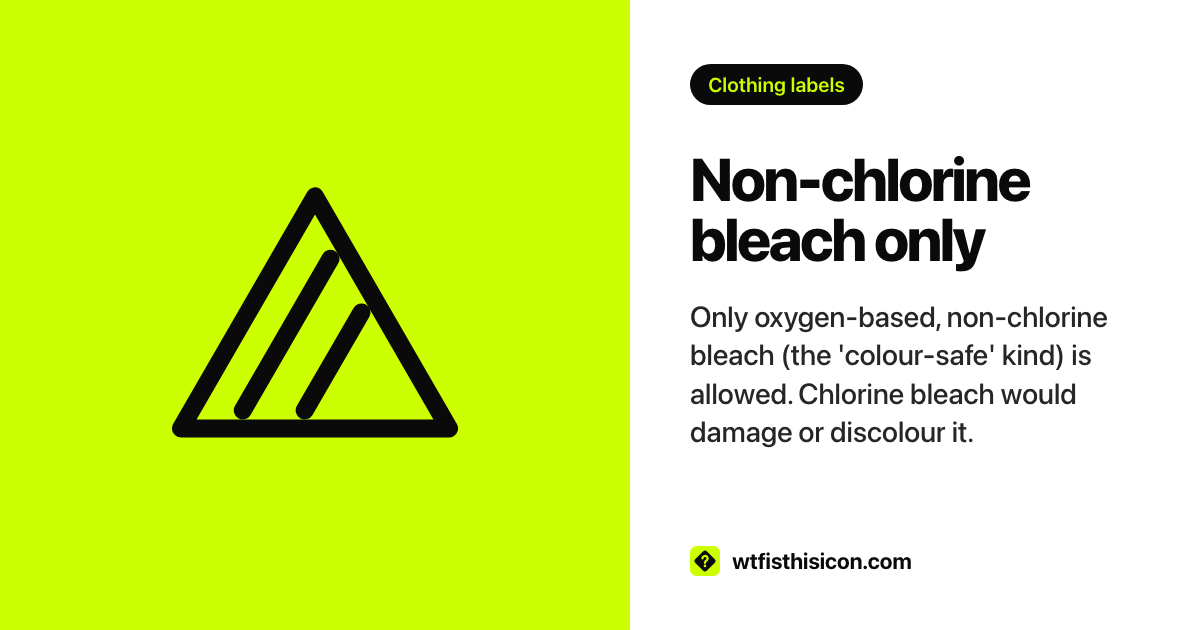 Clothing labels
Non-chlorine
bleach only
Only oxygen-based, non-chlorine
bleach (the 'colour-safe' kind) is
allowed. Chlorine bleach would
damage or discolour it.
?
wtfisthisicon.com